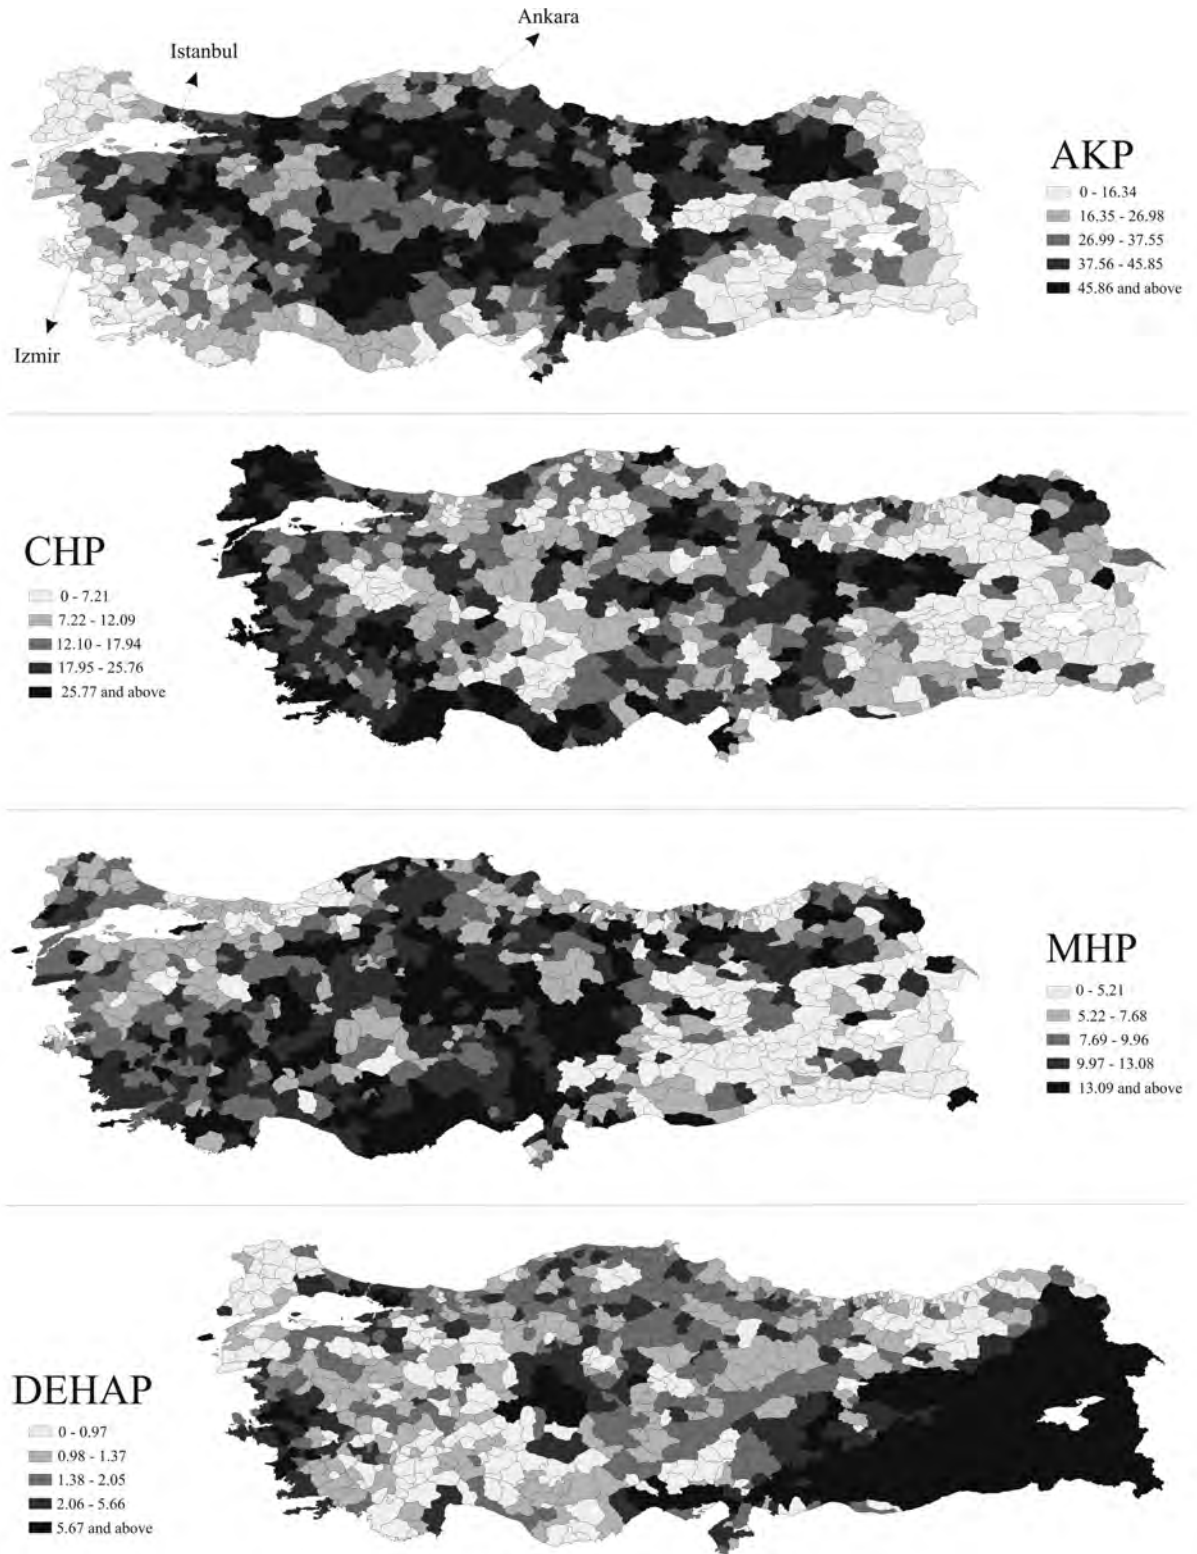 Ankara
Istanbul
Izmir
AKP
0 - 16.34
16.35 - 26.98
26.99 - 37.55
37.56 - 45.85
45.86 and above
CHP
0 - 7.21
7.22 - 12.09
12.10 - 17.94
17.95 - 25.76
25.77 and above
MHP
0 - 5.21
5.22 - 7.68
7.69 - 9.96
9.97 - 13.08
13.09 and above
DEHAP
0 - 0.97
0.98 - 1.37
1.38 - 2.05
2.06 - 5.66
5.67 and above